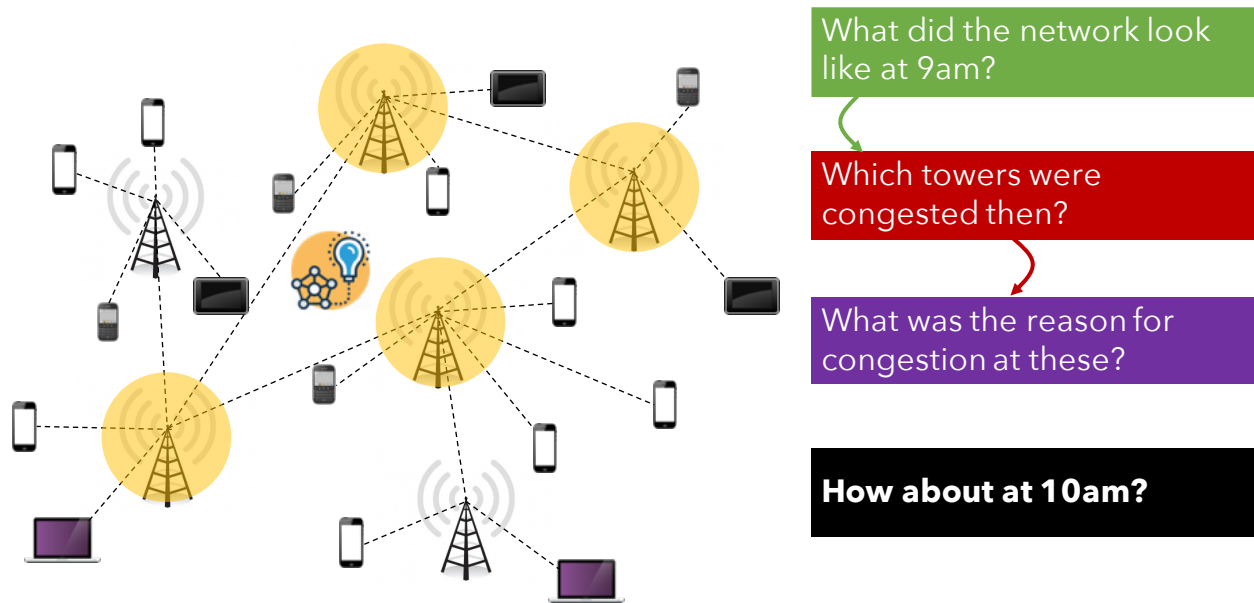 What did the network look
like at 9am?
Which towers were
congested then?
What was the reason for
congestion at these?
How about at 10am?